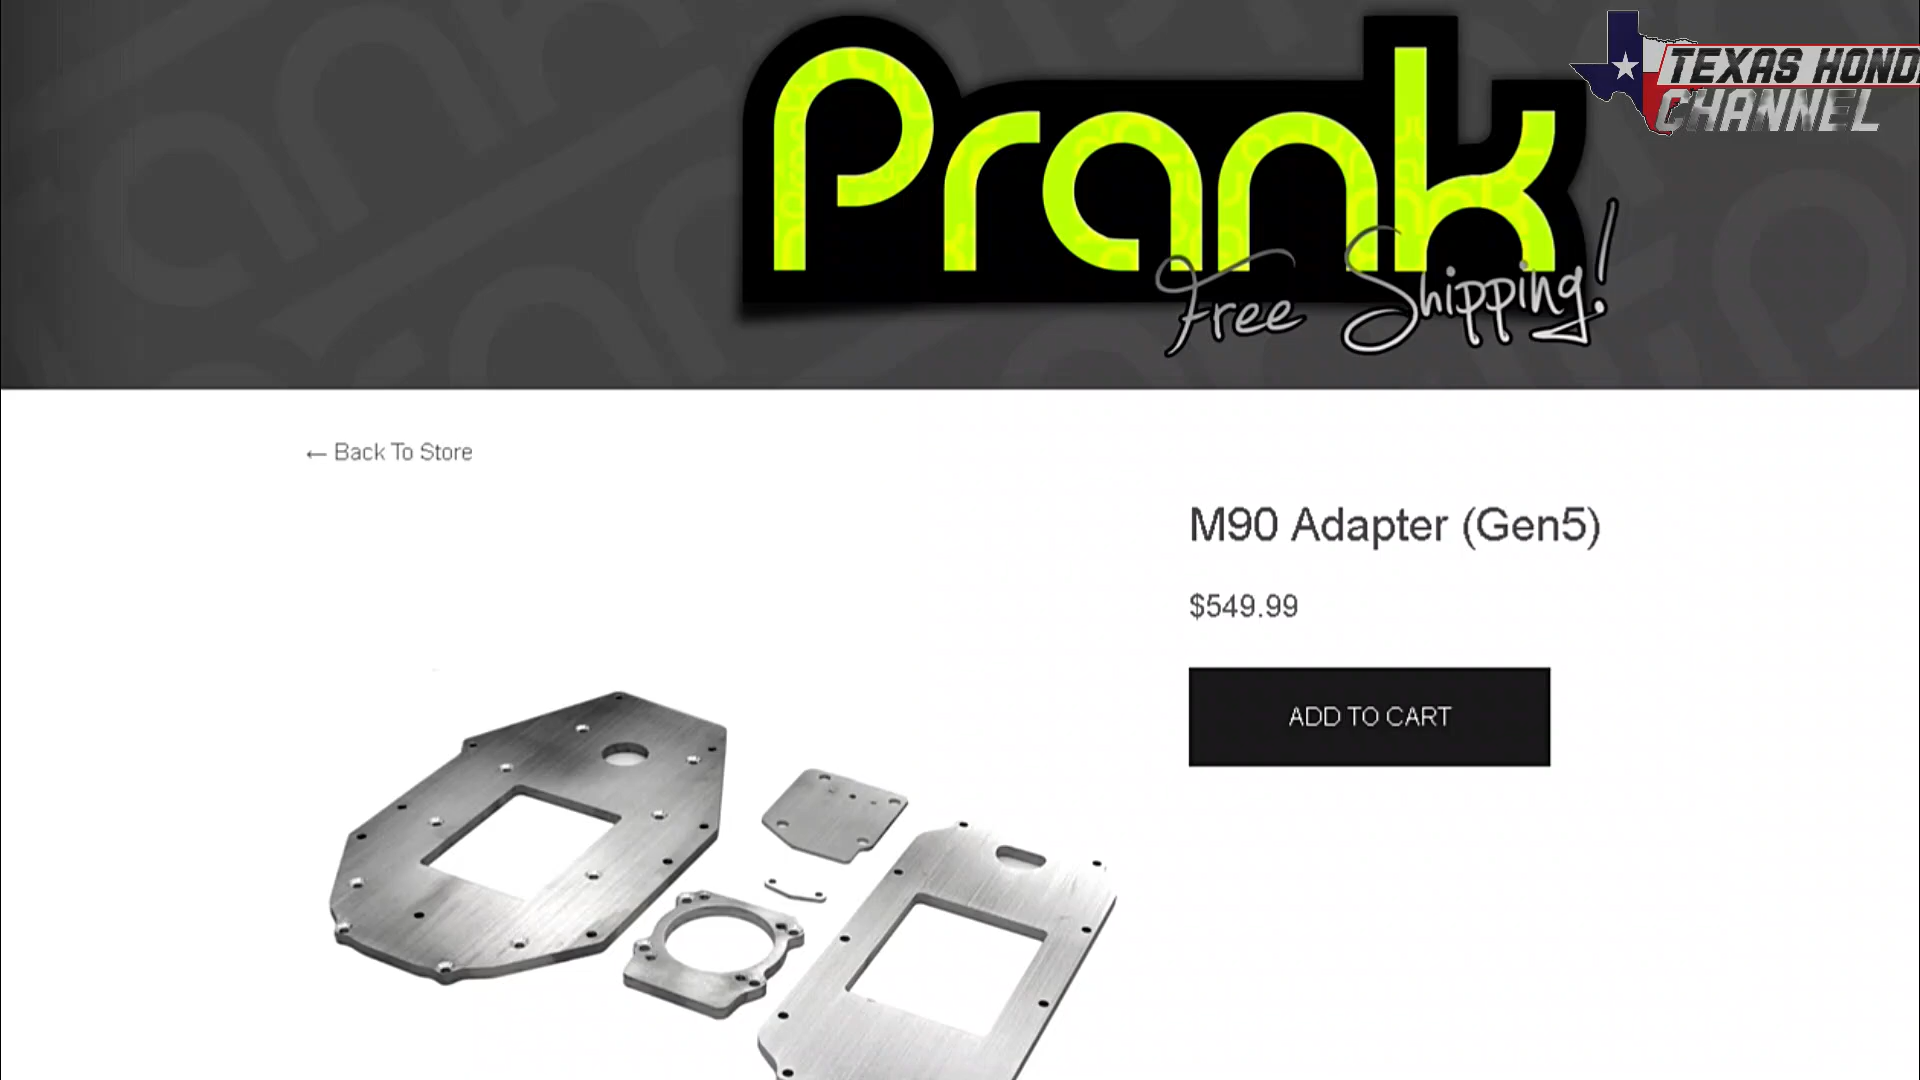 Prank
Free Shipping!
TEXAS HOND
CHANNEL
← Back To Store
M90 Adapter (Gen5)
$549.99
ADD TO CART